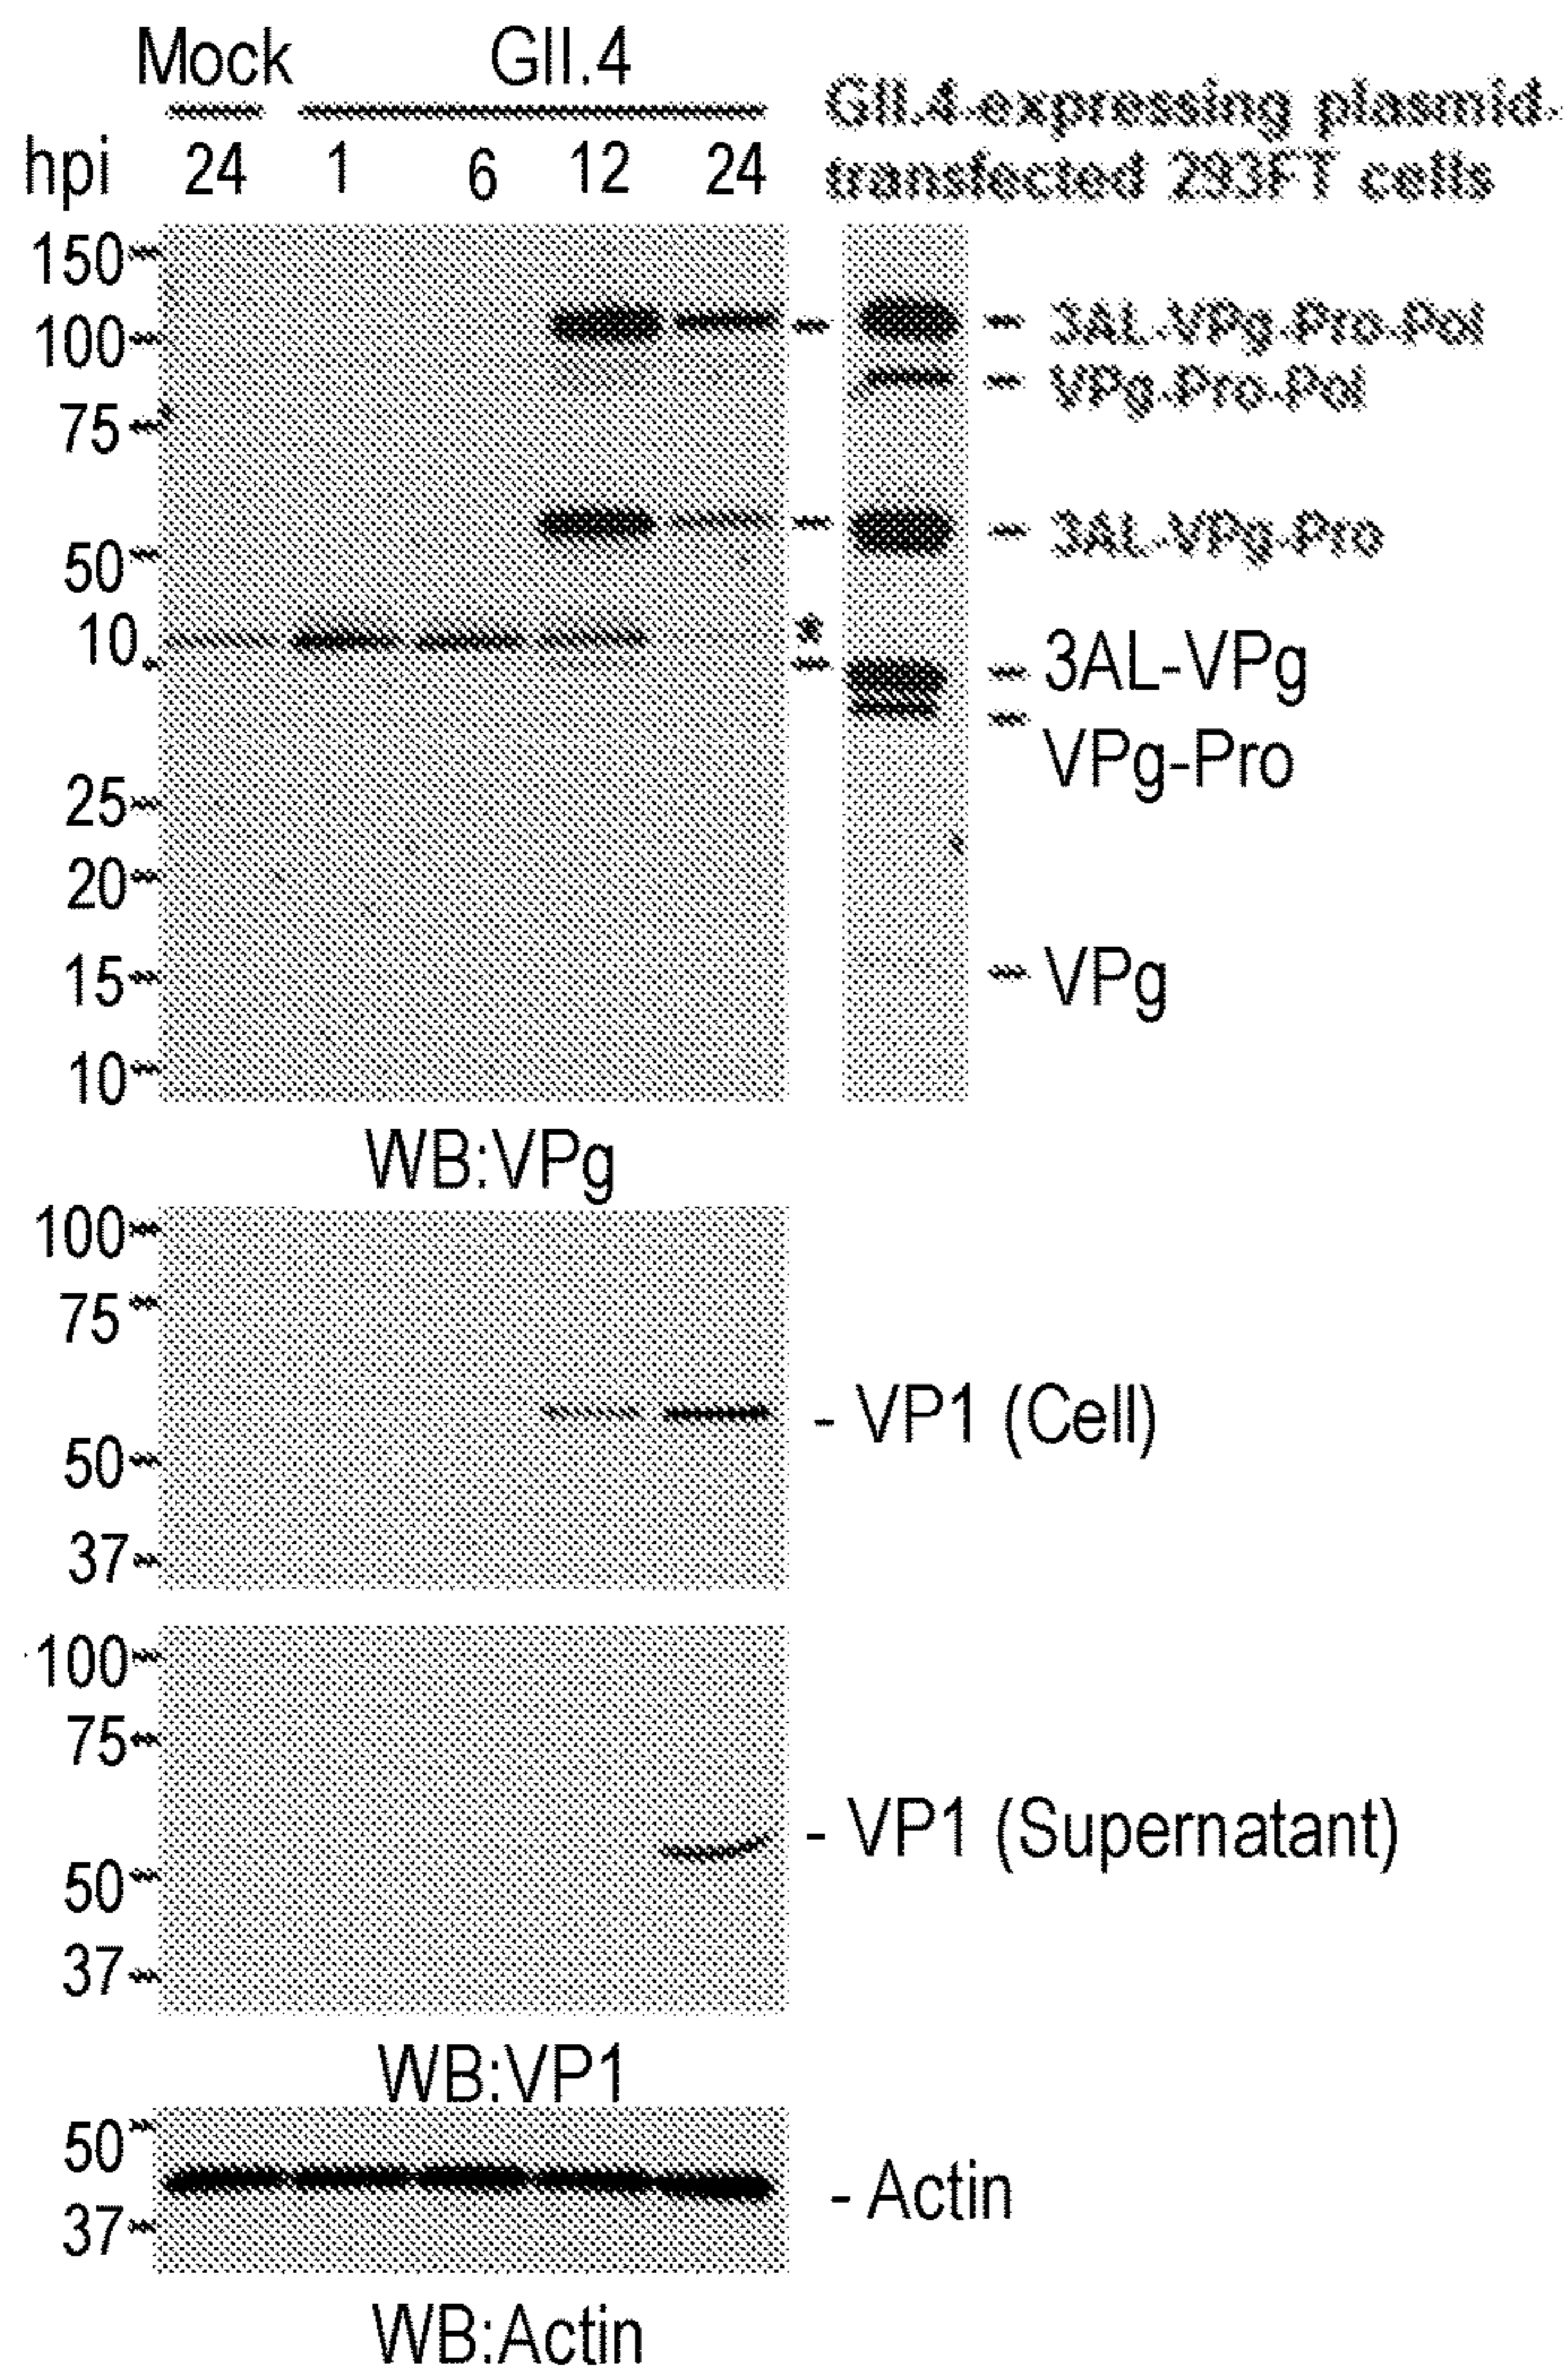 Mock GII.4
hpi 24 1 6 12 24
GII.4-expressing plasmid-
transfected 293FT cells
150
100
75
50
10
25
20
15
10
*
3AL-VPg-Pro-Pol
VPg-Pro-Pol
3AL-VPg-Pro
3AL-VPg
VPg-Pro
VPg
WB:VPg
100
75
50
37
- VP1 (Cell)
100
75
50
37
- VP1 (Supernatant)
WB:VP1
50
37
- Actin
WB:Actin